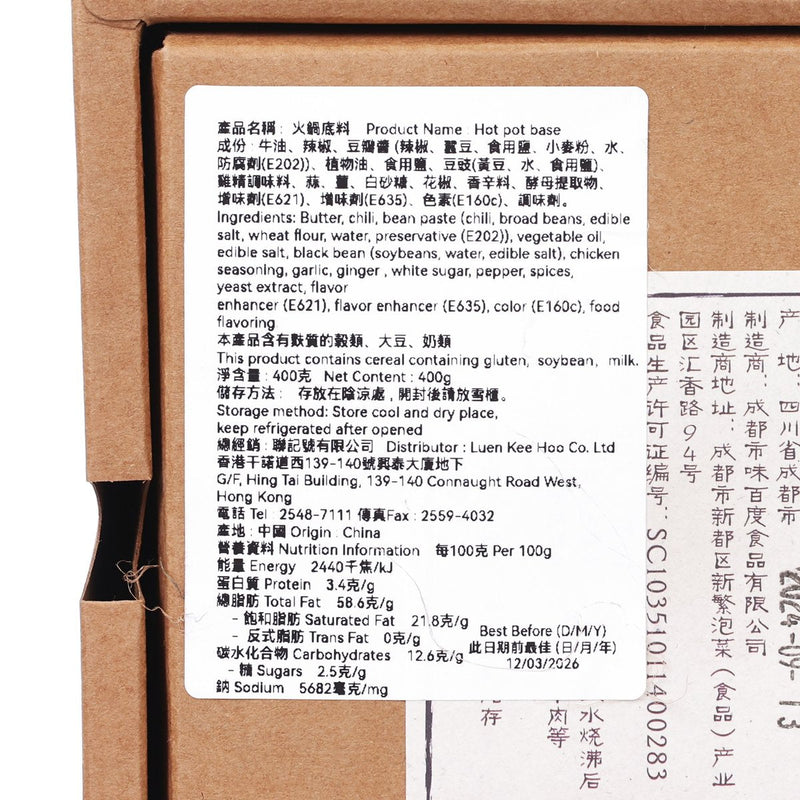 產品名稱： 火鍋底料 Product Name : Hot pot base
成份：牛油、辣椒、豆瓣醬（辣椒、蠶豆、食用鹽、小麥粉、水、
防腐劑(E202))、植物油、食用鹽、豆豉(黃豆、水、食用鹽)、
雞精調味料、蒜、薑、白砂糖、花椒、香辛料、酵母提取物、
增味劑(E621)、增味劑(E635)、色素(E160c)、調味劑。
Ingredients: Butter, chili, bean paste (chili, broad beans, edible
salt, wheat flour, water, preservative (E202)), vegetable oil,
edible salt, black bean (soybeans, water, edible salt), chicken
seasoning, garlic, ginger , white sugar, pepper, spices,
yeast extract, flavor
enhancer (E621), flavor enhancer (E635), color (E160c), food
flavoring
本產品含有麩質的穀類、大豆、奶類
This product contains cereal containing gluten, soybean, milk.
淨含量：400克 Net Content : 400g
儲存方法： 存放在陰涼處，開封後請放雪櫃。
Storage method: Store cool and dry place,
keep refrigerated after opened
總經銷：聯記號有限公司 Distributor : Luen Kee Hoo Co. Ltd
香港干諾道西139-140號興泰大廈地下
G/F, Hing Tai Building, 139-140 Connaught Road West,
Hong Kong
電話 Tel : 2548-7111 傳真Fax : 2559-4032
產地：中國 Origin : China
營養資料 Nutrition Information 每100克 Per 100g
能量 Energy 2440千焦/kJ
蛋白質 Protein 3.4克/g
總脂肪 Total Fat 58.6克/g
- 飽和脂肪 Saturated Fat 21.8克/g
- 反式脂肪 Trans Fat 0克/g
碳水化合物 Carbohydrates 12.6克/g
- 糖 Sugars 2.5克/g
鈉 Sodium 5682毫克/mg
Best Before (D/M/Y)
此日期前最佳 (日/月/年)
12/03/2026
产 地：四川省成都市
制造商：成都市味百度食品有限公司
制造商地址：成都市新都区新繁泡菜（食品）产业
园区汇香路94号
食品生产许可证编号：SC10351011400283
2024-09-13
水烧沸后
肉等
存